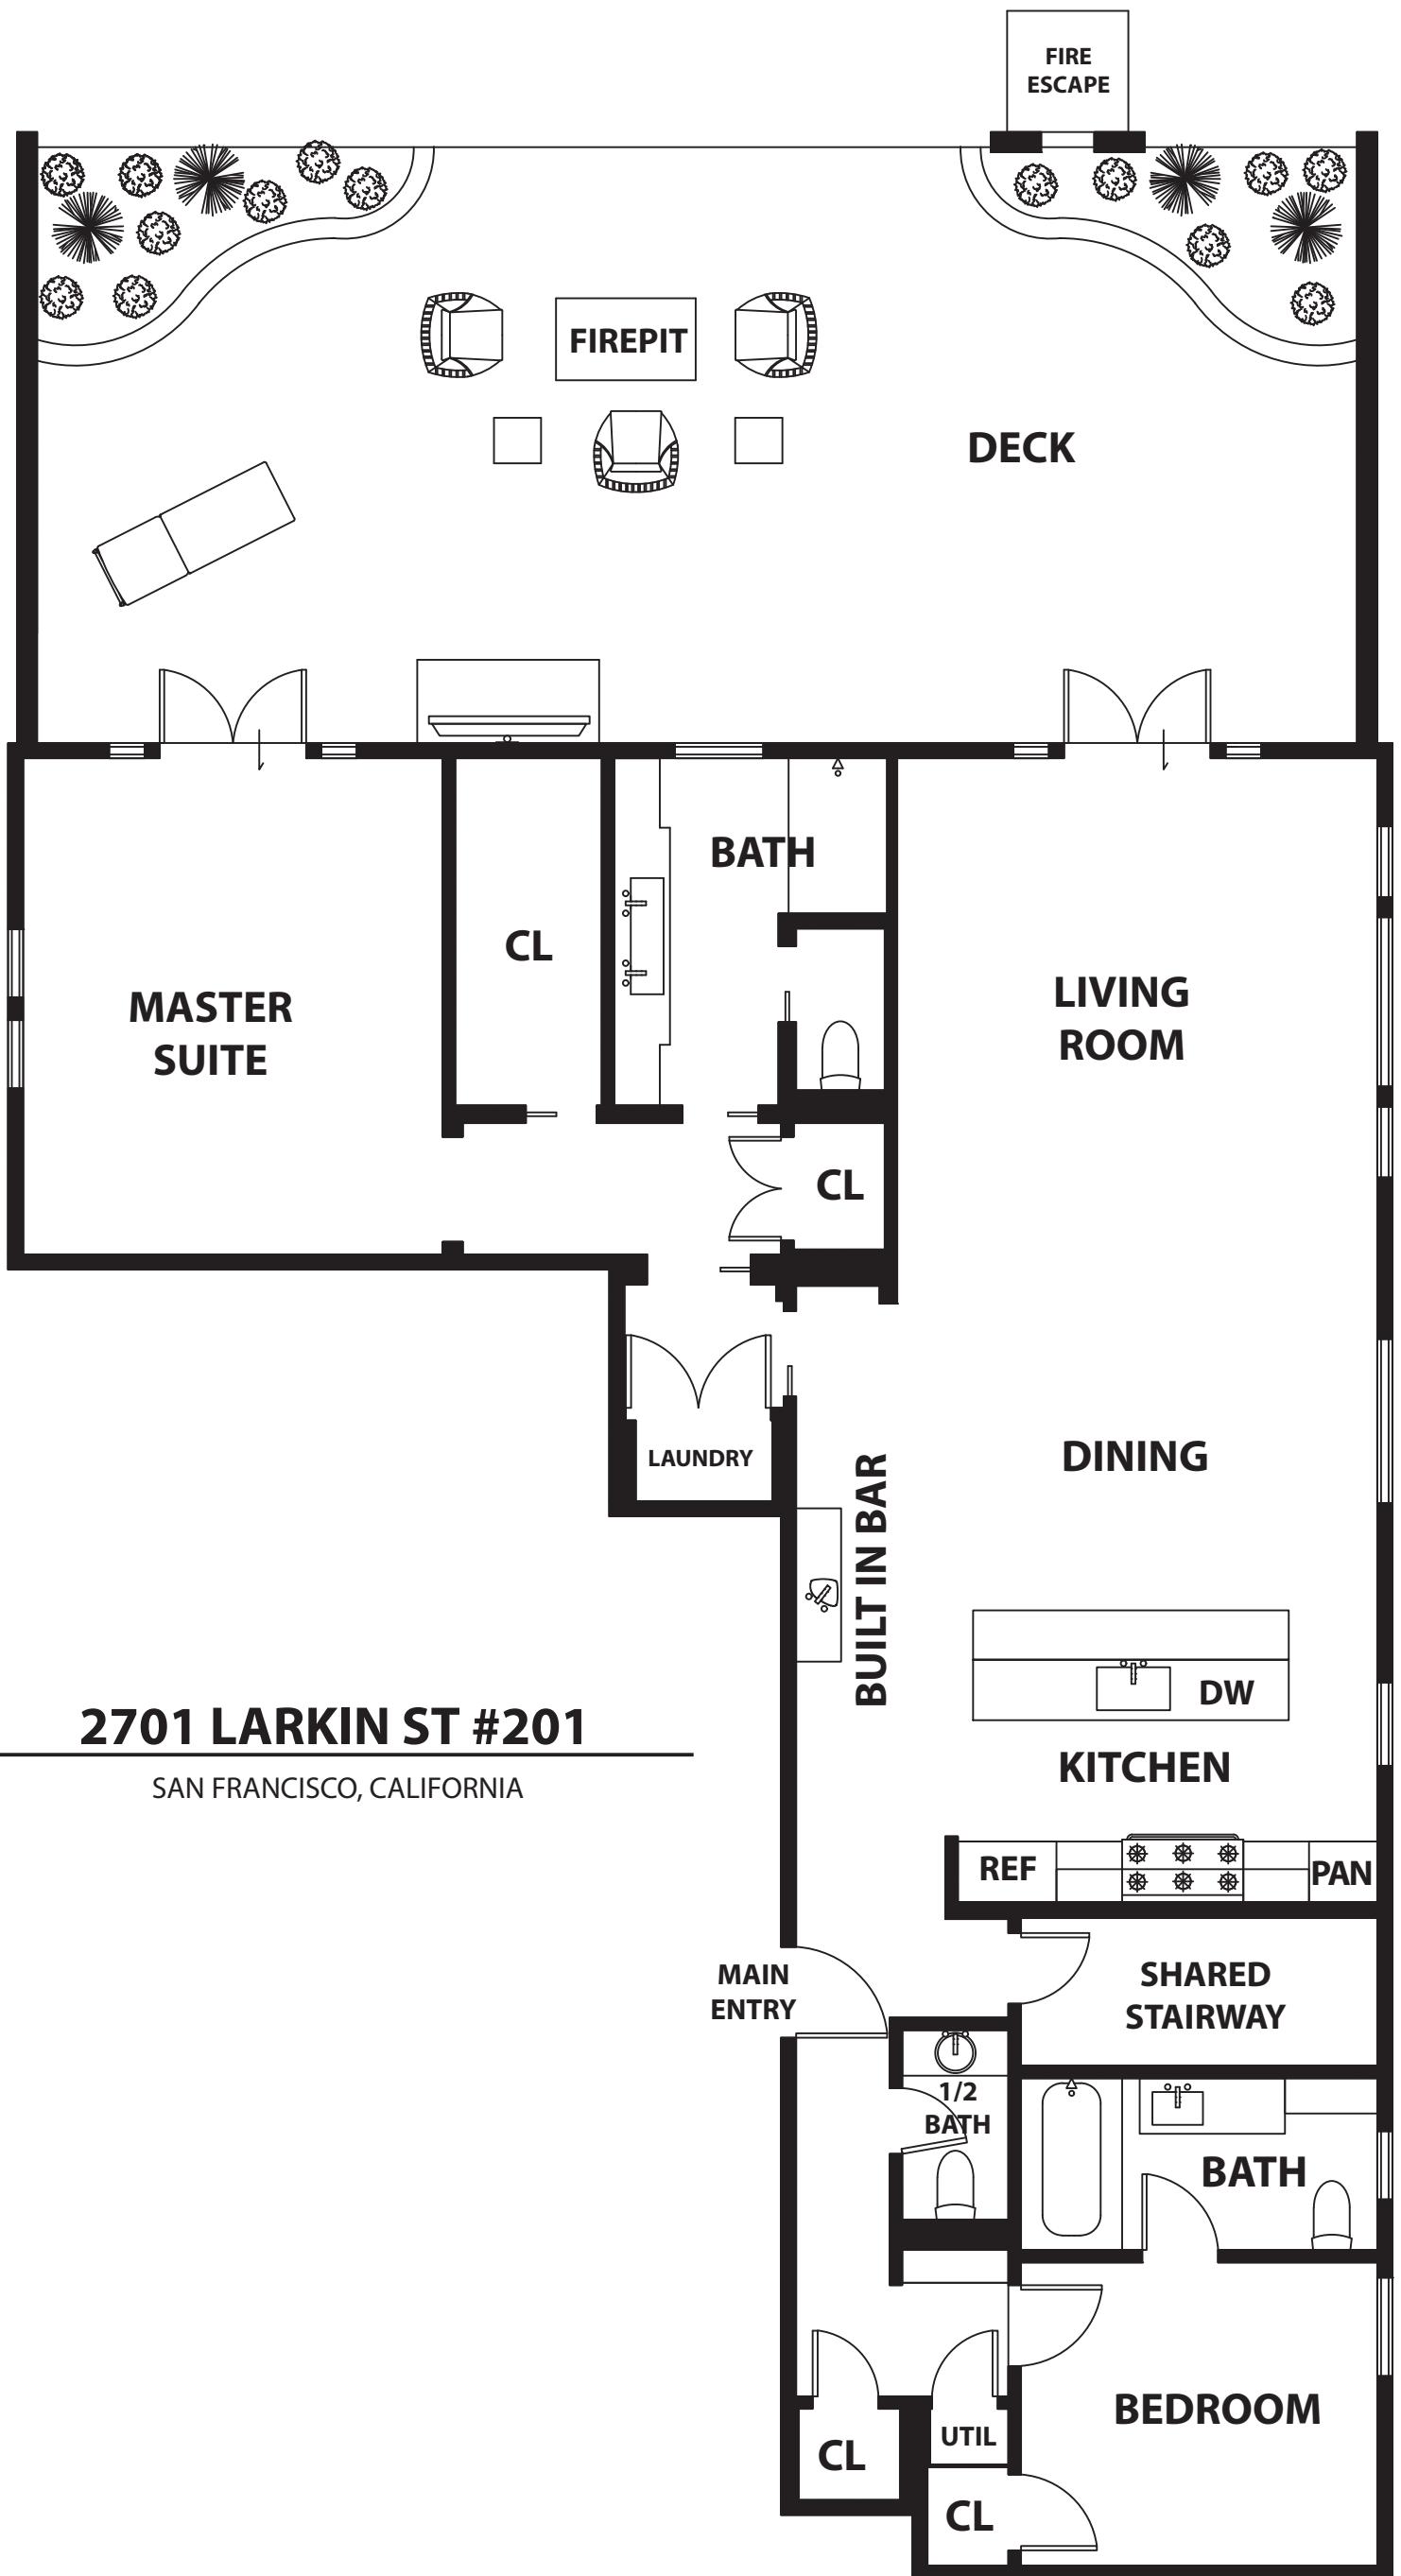 FIRE
ESCAPE
FIREPIT
DECK
BATH
CL
MASTER
SUITE
LIVING
ROOM
CL
DINING
LAUNDRY
BUILT IN BAR
DW
2701 LARKIN ST #201
KITCHEN
SAN FRANCISCO, CALIFORNIA
REF
PAN
MAIN
ENTRY
SHARED
STAIRWAY
1/2
BATH
BATH
BEDROOM
UTIL
CL
CL